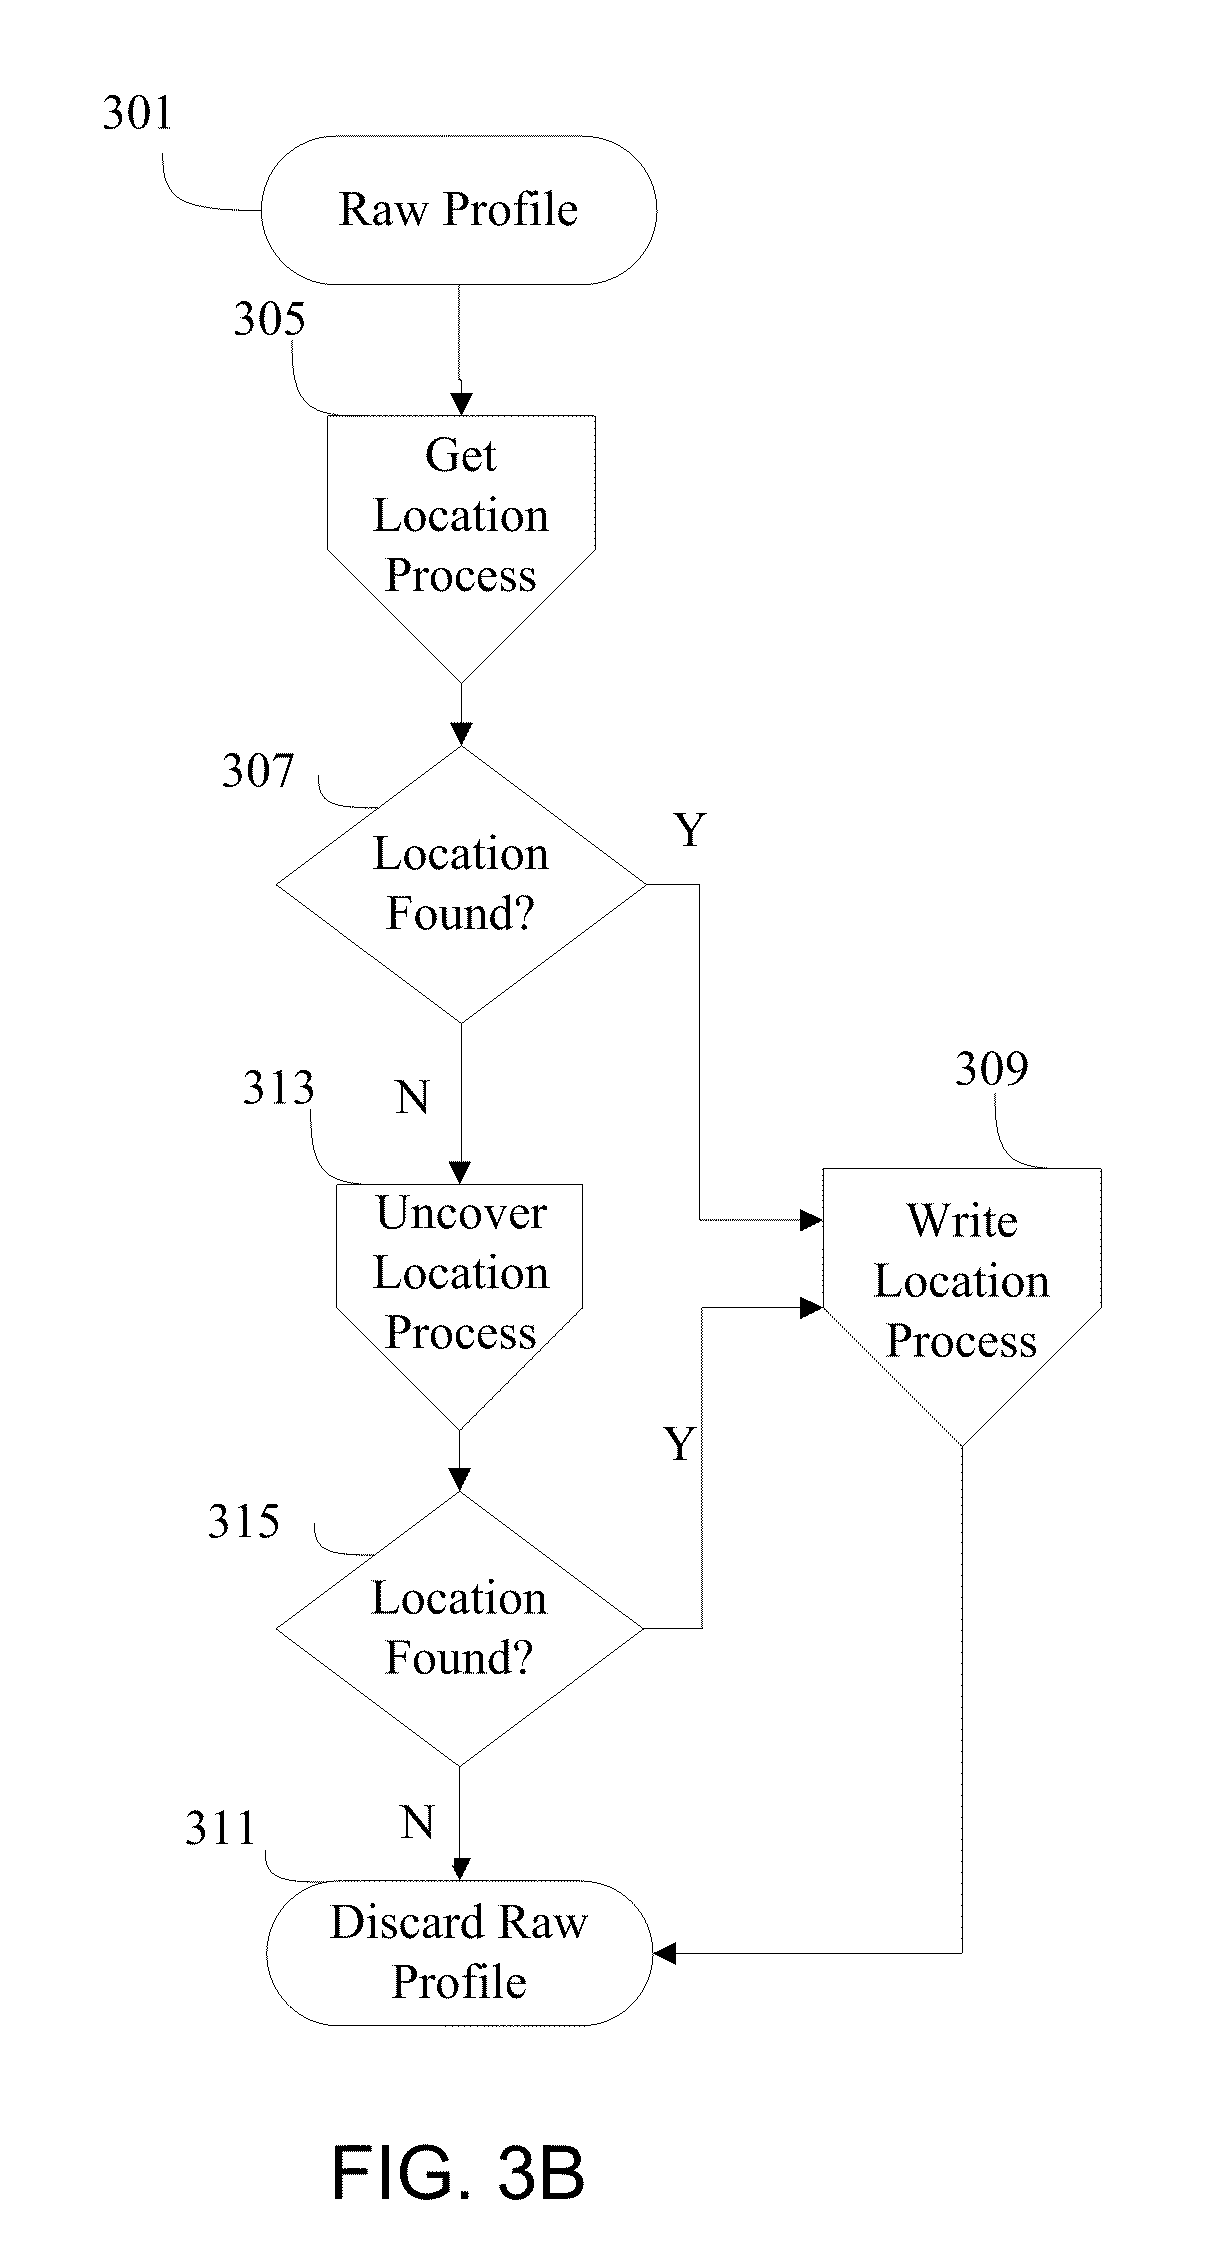 301
Raw Profile
305
Get
Location
Process
307
Location
Found?
Y
N
313
Uncover
Location
Process
309
Write
Location
Process
Y
315
Location
Found?
N
311
Discard Raw
Profile
FIG. 3B